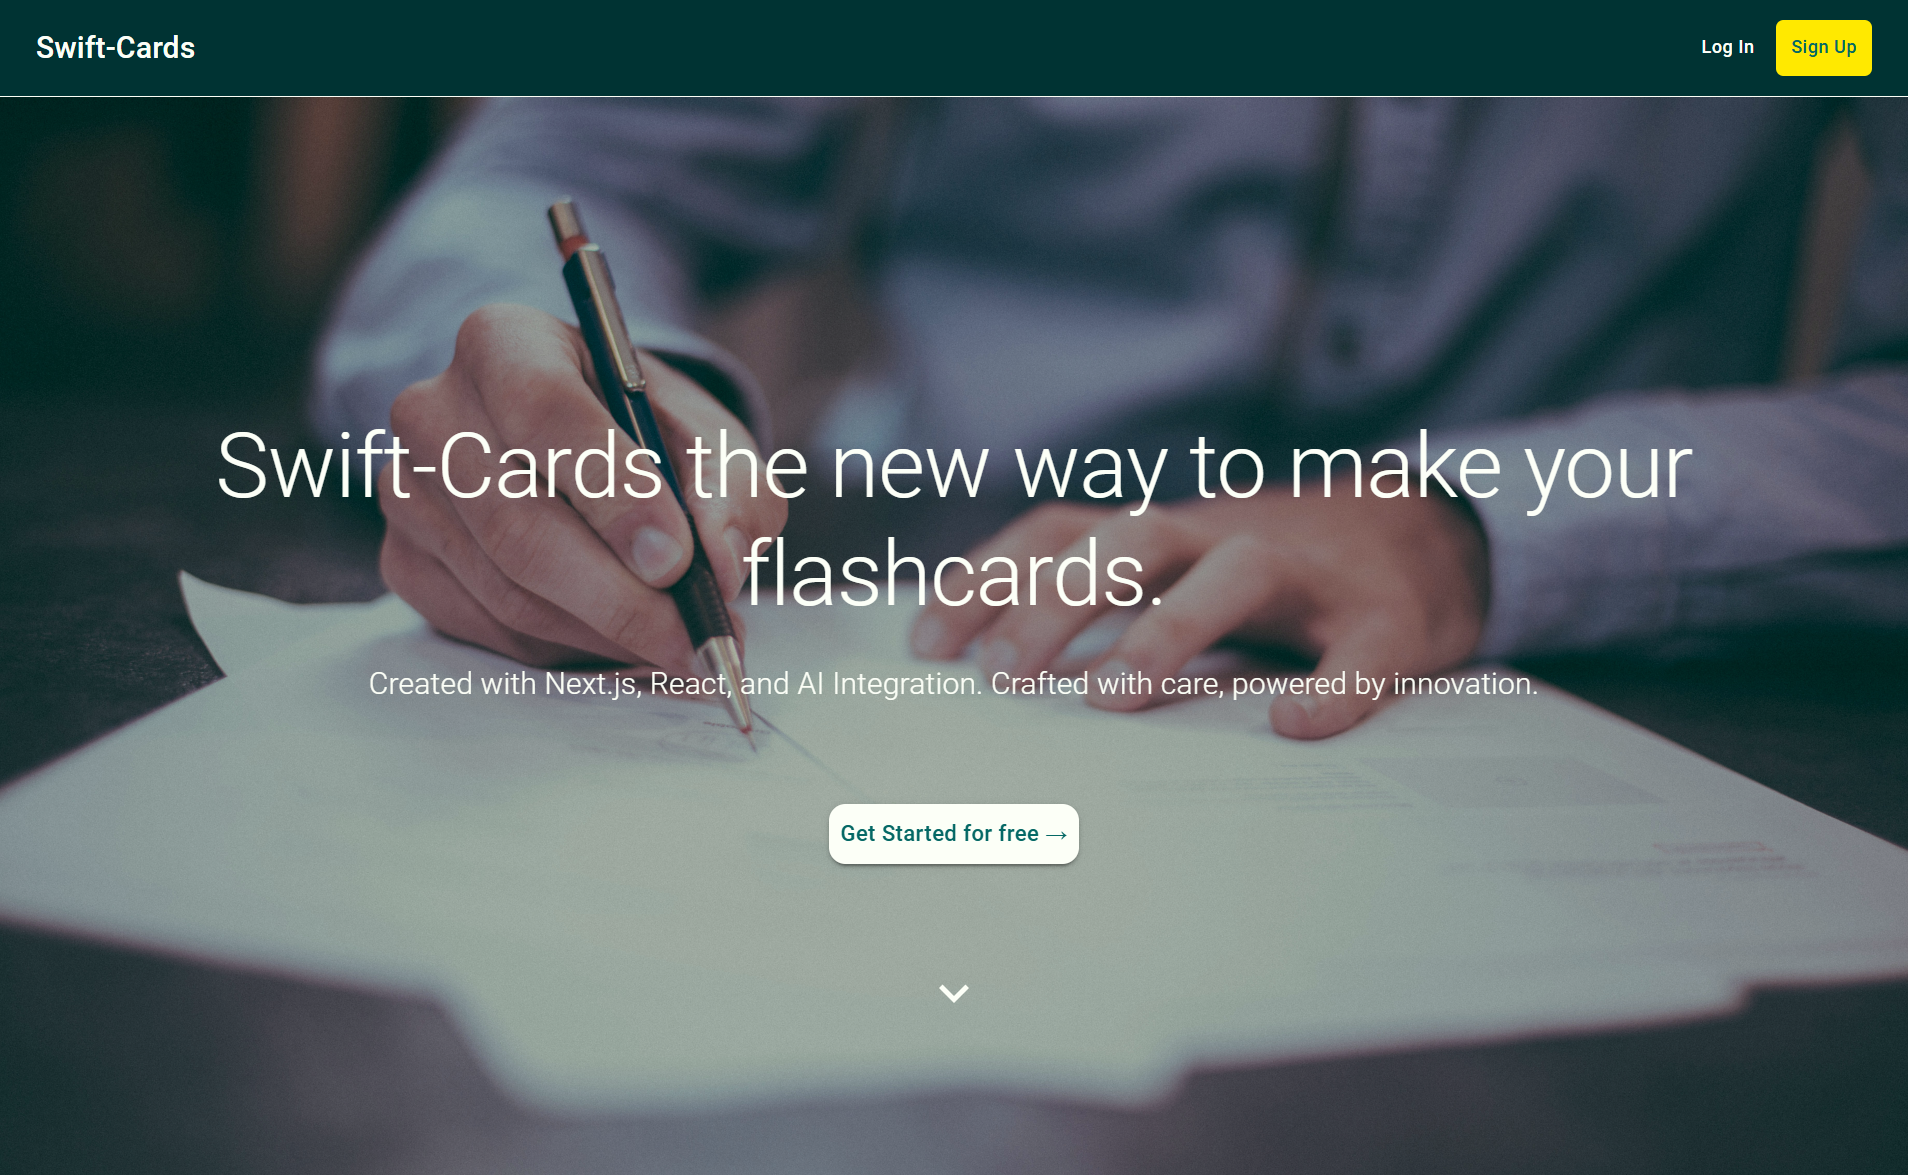 Swift-Cards
Log In
Sign Up
Swift-Cards the new way to make your
flashcards.
Created with Next.js, React, and AI Integration. Crafted with care, powered by innovation.
Get Started for free →